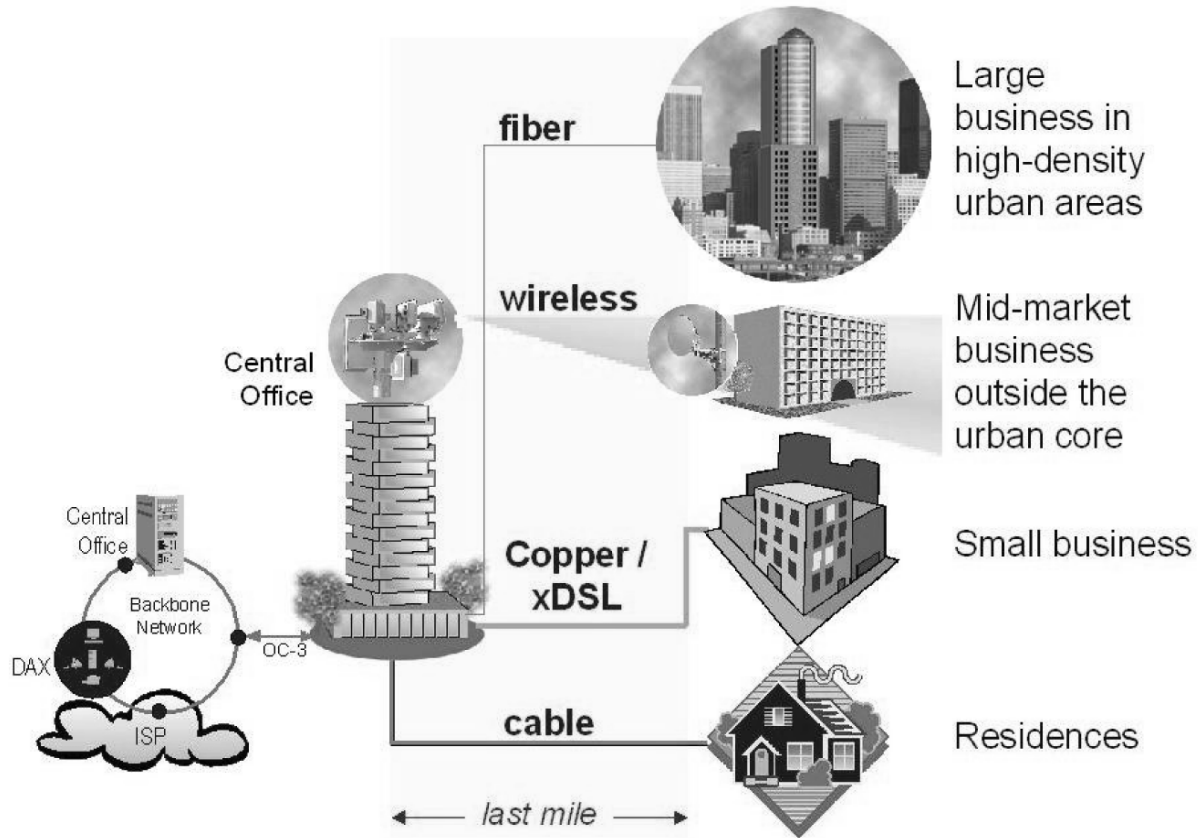 fiber
Large
business in
high-density
urban areas
wireless
Mid-market
business
outside the
urban core
Central
Office
Copper /
xDSL
Small business
Central
Office
Backbone
Network
DAX
OC-3
ISP
cable
Residences
last mile